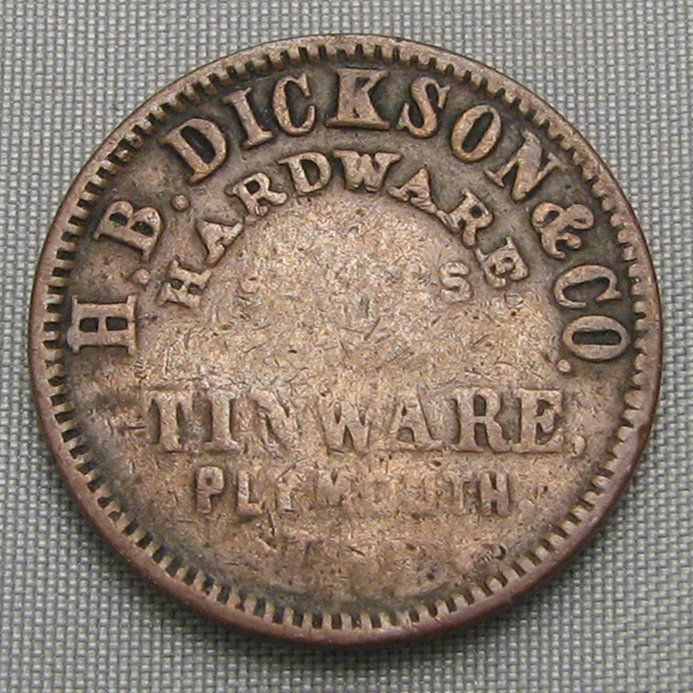 H.B. DICKSON & CO.
HARDWARE
TINWARE,
PLYMOUTH